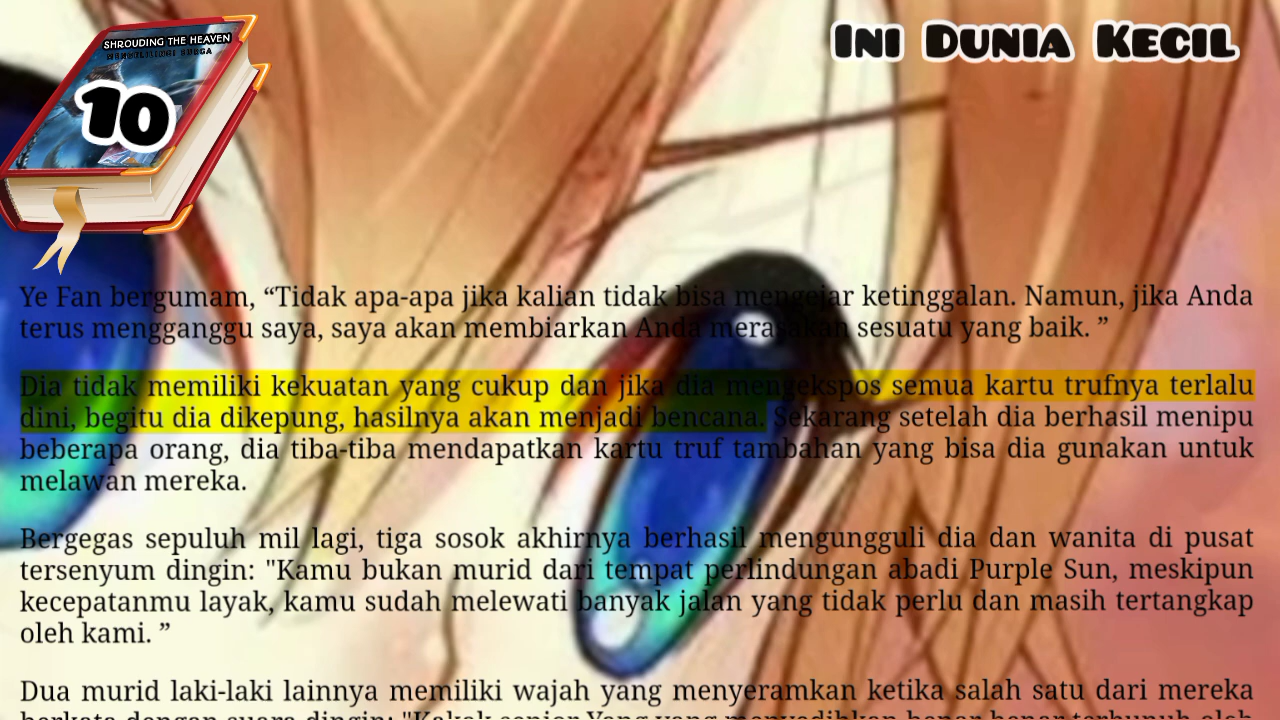 SHROUDING THE HEAVEN
10
Ini Dunia Kecil
Ye Fan bergumam, “Tidak apa-apa jika kalian tidak bisa mengejar ketinggalan. Namun, jika Anda
terus mengganggu saya, saya akan membiarkan Anda merasakan sesuatu yang baik. ”
Dia tidak memiliki kekuatan yang cukup dan jika dia mengekspos semua kartu trufnya terlalu
dini, begitu dia dikepung, hasilnya akan menjadi bencana. Sekarang setelah dia berhasil menipu
beberapa orang, dia tiba-tiba mendapatkan kartu truf tambahan yang bisa dia gunakan untuk
melawan mereka.
Bergegas sepuluh mil lagi, tiga sosok akhirnya berhasil mengungguli dia dan wanita di pusat
tersenyum dingin: "Kamu bukan murid dari tempat perlindungan abadi Purple Sun, meskipun
kecepatanmu layak, kamu sudah melewati banyak jalan yang tidak perlu dan masih tertangkap
oleh kami. ”
Dua murid laki-laki lainnya memiliki wajah yang menyeramkan ketika salah satu dari mereka